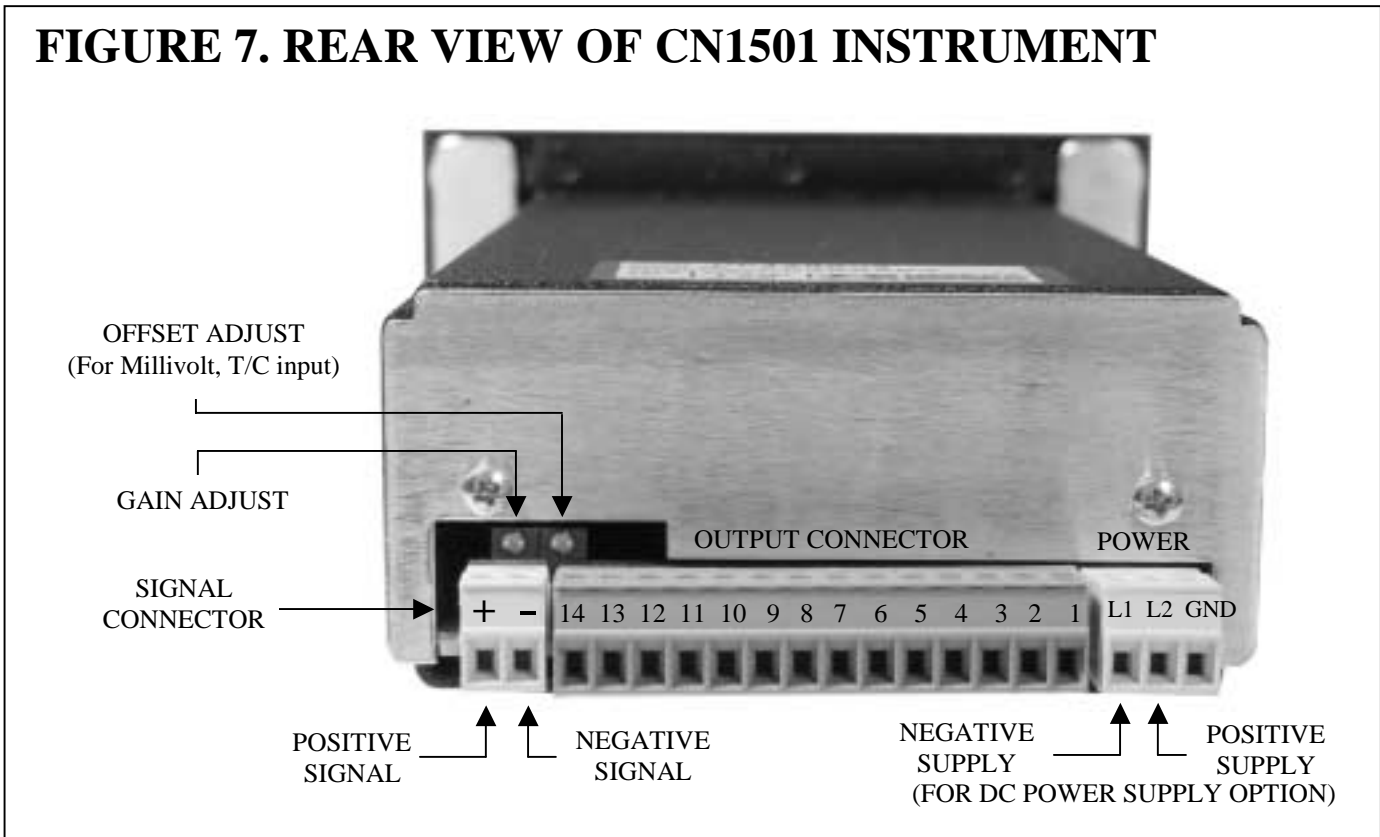 FIGURE 7. REAR VIEW OF CN1501 INSTRUMENT
OFFSET ADJUST
(For Millivolt, T/C input)
GAIN ADJUST
OUTPUT CONNECTOR
POWER
SIGNAL
CONNECTOR
+ − 14 13 12 11 10 9 8 7 6 5 4 3 2 1 L1 L2 GND
POSITIVE
SIGNAL
NEGATIVE
SIGNAL
NEGATIVE
SUPPLY
POSITIVE
SUPPLY
(FOR DC POWER SUPPLY OPTION)